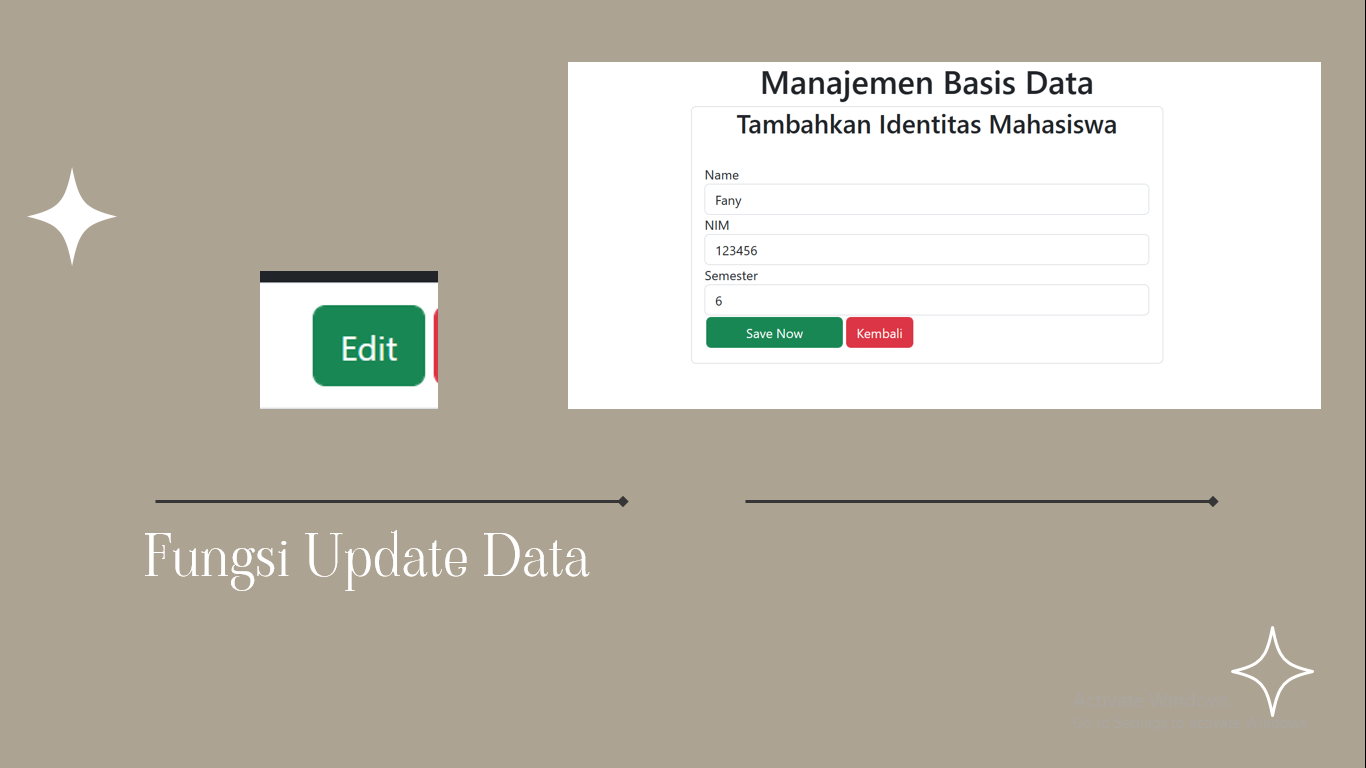 Manajemen Basis Data
Tambahkan Identitas Mahasiswa
Name
Fany
NIM
123456
Semester
6
Save Now
Kembali
Edit
Fungsi Update Data